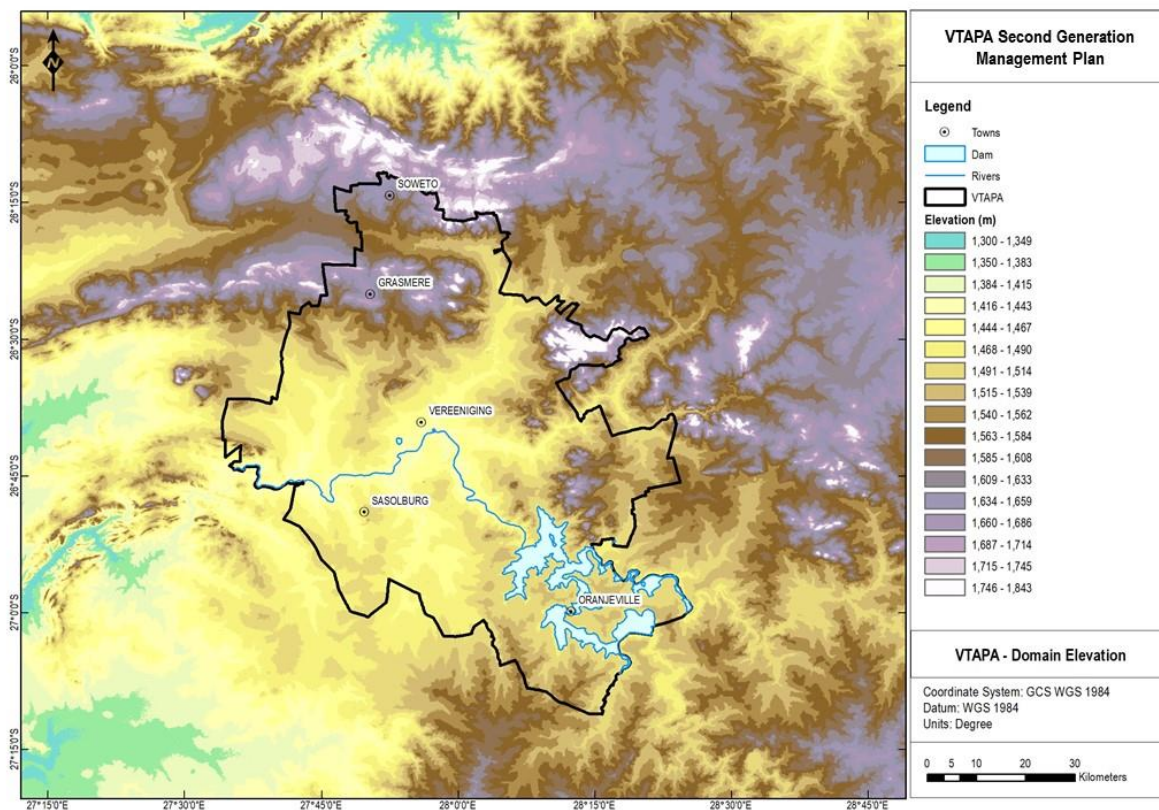 N
SOWETO
GRASMERE
VEREENIGING
SASOLBURG
ORANJEVILLE
26°0'0"S
26°15'0"S
26°30'0"S
26°45'0"S
27°0'0"S
27°15'0"S
27°15'0"E
27°30'0"E
27°45'0"E
28°0'0"E
28°15'0"E
28°30'0"E
28°45'0"E
VTAPA Second Generation
Management Plan
Legend
Towns
Dam
Rivers
VTAPA
Elevation (m)
1,300 - 1,349
1,350 - 1,383
1,384 - 1,415
1,416 - 1,443
1,444 - 1,467
1,468 - 1,490
1,491 - 1,514
1,515 - 1,539
1,540 - 1,562
1,563 - 1,584
1,585 - 1,608
1,609 - 1,633
1,634 - 1,659
1,660 - 1,686
1,687 - 1,714
1,715 - 1,745
1,746 - 1,843
VTAPA - Domain Elevation
Coordinate System: GCS WGS 1984
Datum: WGS 1984
Units: Degree
0 5 10 20 30
Kilometers